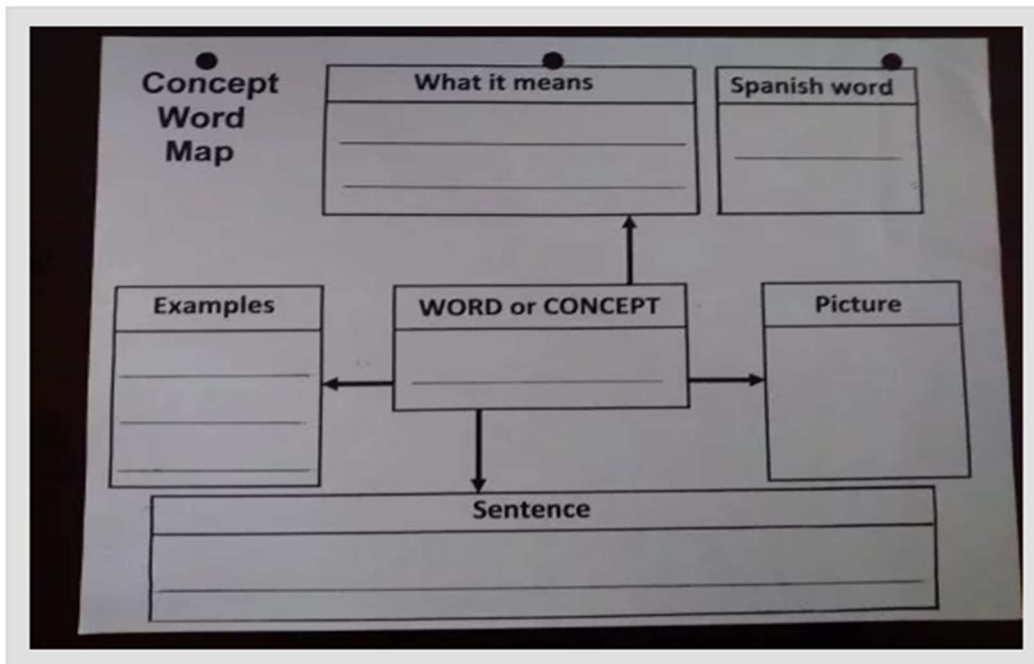 Concept
Word
Map
What it means
Spanish word
Examples
WORD or CONCEPT
Picture
Sentence